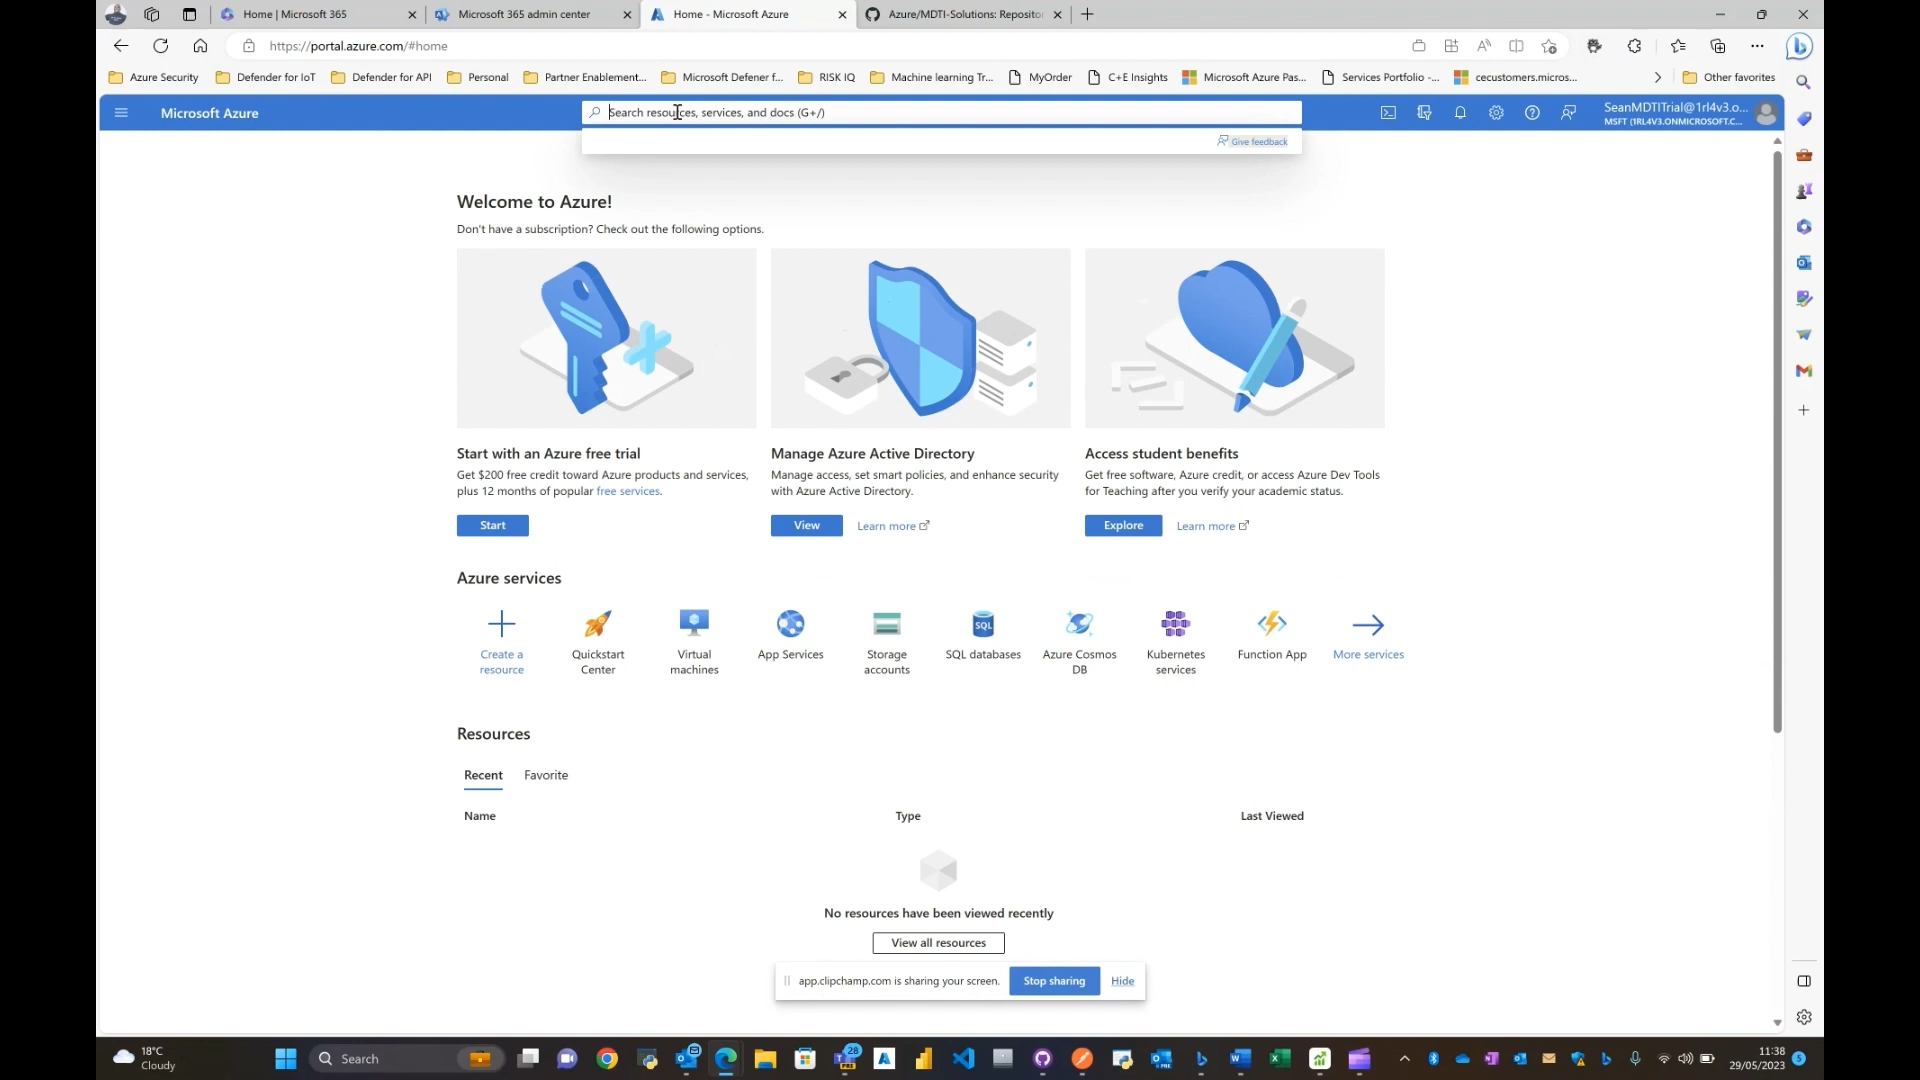 Home | Microsoft 365
Microsoft 365 admin center
Home - Microsoft Azure
Azure/MDTI-Solutions: Reposito
https://portal.azure.com/#home
Azure Security
Defender for IoT
Defender for API
Personal
Partner Enablement...
Microsoft Defener f...
RISK IQ
Machine learning Tr...
MyOrder
C+E Insights
Microsoft Azure Pas...
Services Portfolio -...
cecustomers.micros...
Other favorites
Microsoft Azure
Search resources, services, and docs (G+/)
SeanMDTITrial@1rl4v3.o...
MSFT (1RL4V3.ONMICROSOFT.C...
Give feedback
Welcome to Azure!
Don't have a subscription? Check out the following options.
Start with an Azure free trial
Get $200 free credit toward Azure products and services,
plus 12 months of popular free services.
Start
Manage Azure Active Directory
Manage access, set smart policies, and enhance security
with Azure Active Directory.
View
Learn more
Access student benefits
Get free software, Azure credit, or access Azure Dev Tools
for Teaching after you verify your academic status.
Explore
Learn more
Azure services
Create a
resource
Quickstart
Center
Virtual
machines
App Services
Storage
accounts
SQL
SQL databases
Azure Cosmos
DB
Kubernetes
services
Function App
More services
Resources
Recent
Favorite
Name
Type
Last Viewed
No resources have been viewed recently
View all resources
app.clipchamp.com is sharing your screen.
Stop sharing
Hide
18°C
Cloudy
Search
28
PRE
11:38
29/05/2023
5